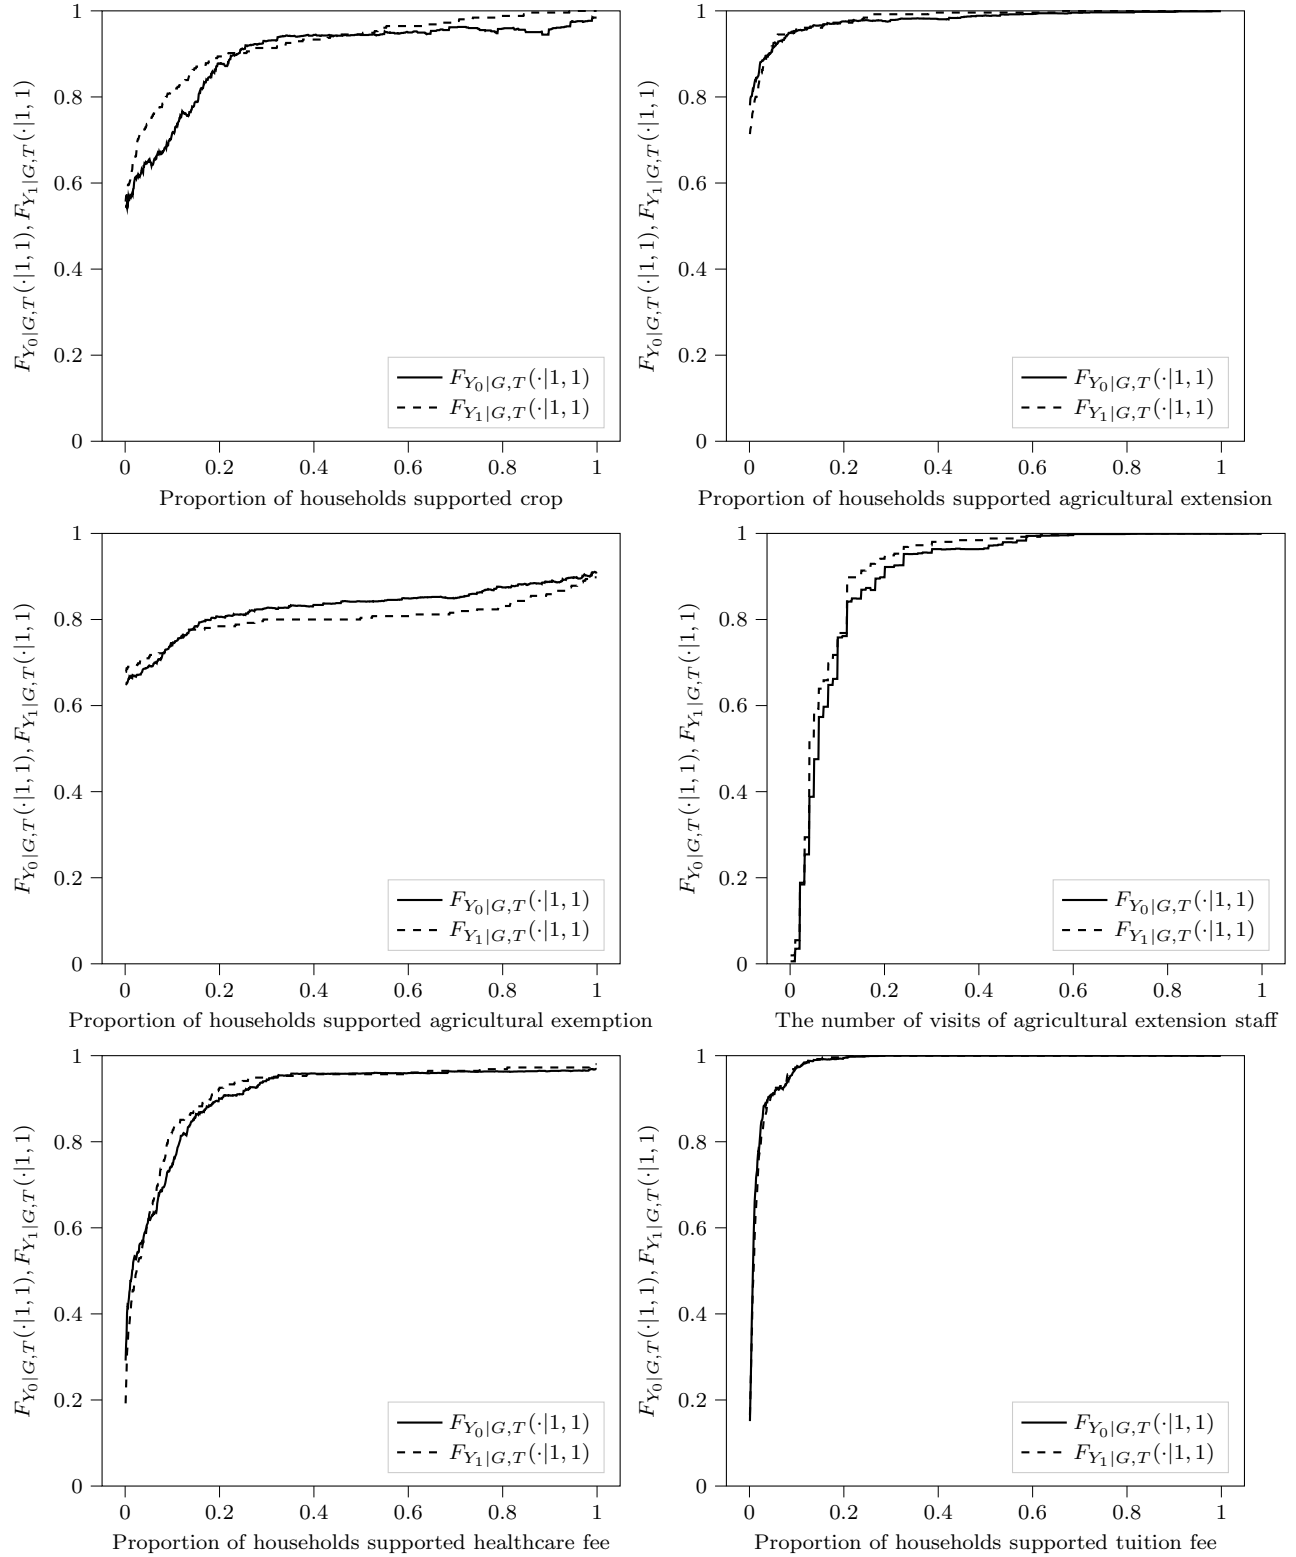 1
0.8
0.6
0.4
0.2
0
F_{Y_0|G,T}(·|1, 1), F_{Y_1|G,T}(·|1, 1)
F_{Y_0|G,T}(·|1, 1)
F_{Y_1|G,T}(·|1, 1)
0 0.2 0.4 0.6 0.8 1
Proportion of households supported crop
1
0.8
0.6
0.4
0.2
0
F_{Y_0|G,T}(·|1, 1), F_{Y_1|G,T}(·|1, 1)
F_{Y_0|G,T}(·|1, 1)
F_{Y_1|G,T}(·|1, 1)
0 0.2 0.4 0.6 0.8 1
Proportion of households supported agricultural extension
1
0.8
0.6
0.4
0.2
0
F_{Y_0|G,T}(·|1, 1), F_{Y_1|G,T}(·|1, 1)
F_{Y_0|G,T}(·|1, 1)
F_{Y_1|G,T}(·|1, 1)
0 0.2 0.4 0.6 0.8 1
Proportion of households supported agricultural exemption
1
0.8
0.6
0.4
0.2
0
F_{Y_0|G,T}(·|1, 1), F_{Y_1|G,T}(·|1, 1)
F_{Y_0|G,T}(·|1, 1)
F_{Y_1|G,T}(·|1, 1)
0 0.2 0.4 0.6 0.8 1
The number of visits of agricultural extension staff
1
0.8
0.6
0.4
0.2
0
F_{Y_0|G,T}(·|1, 1), F_{Y_1|G,T}(·|1, 1)
F_{Y_0|G,T}(·|1, 1)
F_{Y_1|G,T}(·|1, 1)
0 0.2 0.4 0.6 0.8 1
Proportion of households supported healthcare fee
1
0.8
0.6
0.4
0.2
0
F_{Y_0|G,T}(·|1, 1), F_{Y_1|G,T}(·|1, 1)
F_{Y_0|G,T}(·|1, 1)
F_{Y_1|G,T}(·|1, 1)
0 0.2 0.4 0.6 0.8 1
Proportion of households supported tuition fee